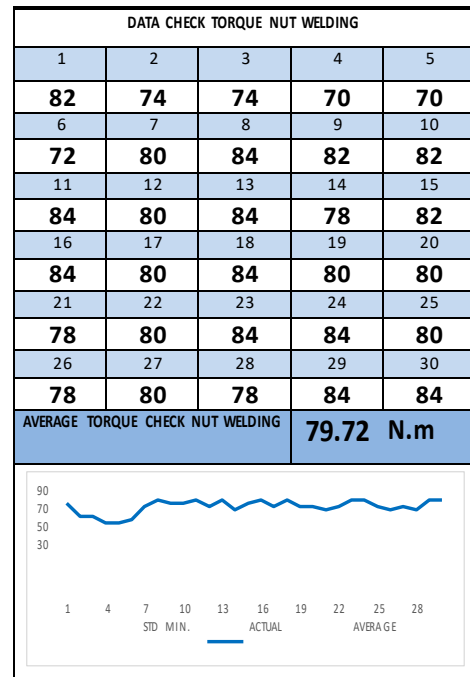 DATA CHECK TORQUE NUT WELDING
1 2 3 4 5
82 74 74 70 70
6 7 8 9 10
72 80 84 82 82
11 12 13 14 15
84 80 84 78 82
16 17 18 19 20
84 80 84 80 80
21 22 23 24 25
78 80 84 84 80
26 27 28 29 30
78 80 78 84 84
AVERAGE TORQUE CHECK NUT WELDING 79.72 N.m
90
70
50
30
1 4 7 10 13 16 19 22 25 28
STD MIN. ACTUAL AVERAGE